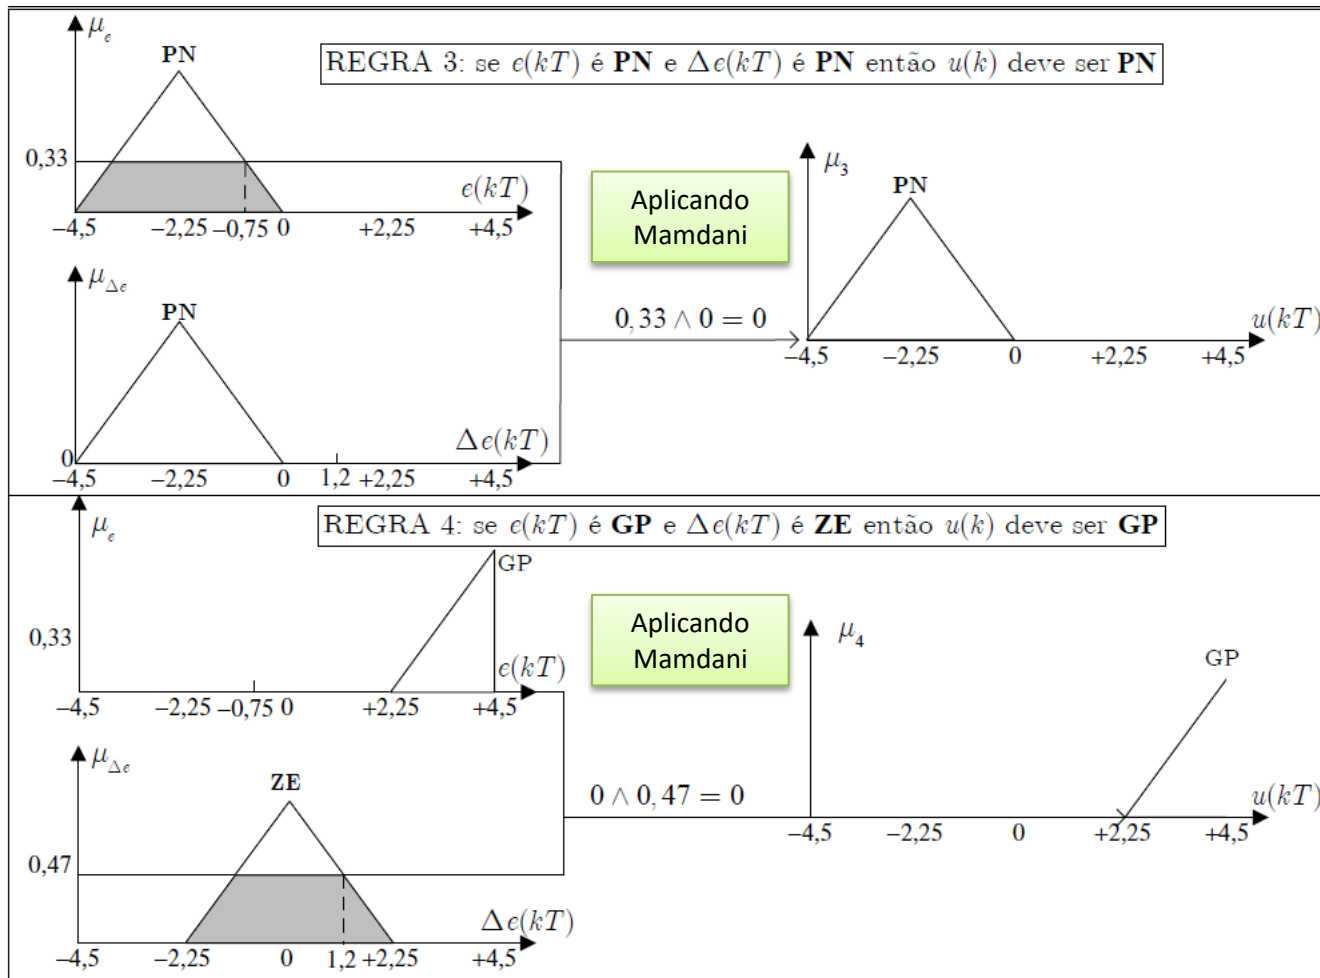 μe
PN
REGRA 3: se e(kT) é PN e Δe(kT) é PN então u(k) deve ser PN
0,33
e(kT)
−4,5 −2,25 −0,75 0 +2,25 +4,5
μΔe
PN
Δe(kT)
0
−4,5 −2,25 0 1,2 +2,25 +4,5
Aplicando
Mamdani
0,33 ∧ 0 = 0
μ3
PN
u(kT)
−4,5 −2,25 0 +2,25 +4,5
μe
REGRA 4: se e(kT) é GP e Δe(kT) é ZE então u(k) deve ser GP
GP
0,33
e(kT)
−4,5 −2,25 −0,75 0 +2,25 +4,5
μΔe
ZE
0,47
Δe(kT)
−4,5 −2,25 0 1,2 +2,25 +4,5
Aplicando
Mamdani
0 ∧ 0,47 = 0
μ4
GP
u(kT)
−4,5 −2,25 0 +2,25 +4,5